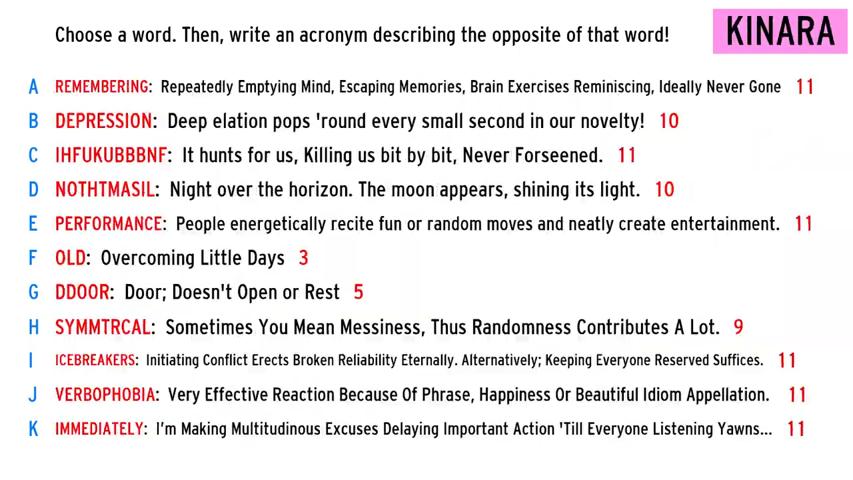 Choose a word. Then, write an acronym describing the opposite of that word!
KINARA
A REMEMBERING: Repeatedly Emptying Mind, Escaping Memories, Brain Exercises Reminiscing, Ideally Never Gone 11
B DEPRESSION: Deep elation pops 'round every small second in our novelty! 10
C IHFUKUBBBNF: It hunts for us, Killing us bit by bit, Never Forseened. 11
D NOTHTMASIL: Night over the horizon. The moon appears, shining its light. 10
E PERFORMANCE: People energetically recite fun or random moves and neatly create entertainment. 11
F OLD: Overcoming Little Days 3
G DDOOR: Door; Doesn't Open or Rest 5
H SYMMTRCAL: Sometimes You Mean Messiness, Thus Randomness Contributes A Lot. 9
I ICEBREAKERS: Initiating Conflict Erects Broken Reliability Eternally. Alternatively; Keeping Everyone Reserved Suffices. 11
J VERBOPHOBIA: Very Effective Reaction Because Of Phrase, Happiness Or Beautiful Idiom Appellation. 11
K IMMEDIATELY: I'm Making Multitudinous Excuses Delaying Important Action 'Till Everyone Listening Yawns... 11